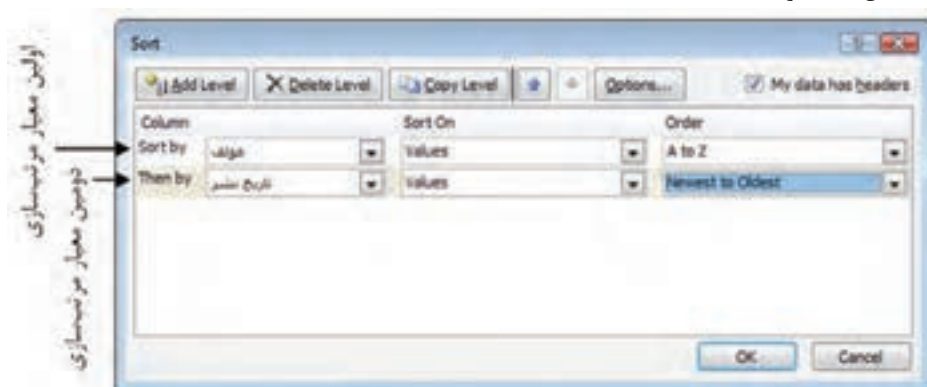 Sort
Add Level Delete Level Copy Level Options... My data has headers
Column Sort On Order
Sort by مولف Values A to Z
Then by تاریخ نشر Values Newest to Oldest
OK Cancel
اولین معیار مرتب‌سازی
دومین معیار مرتب‌سازی